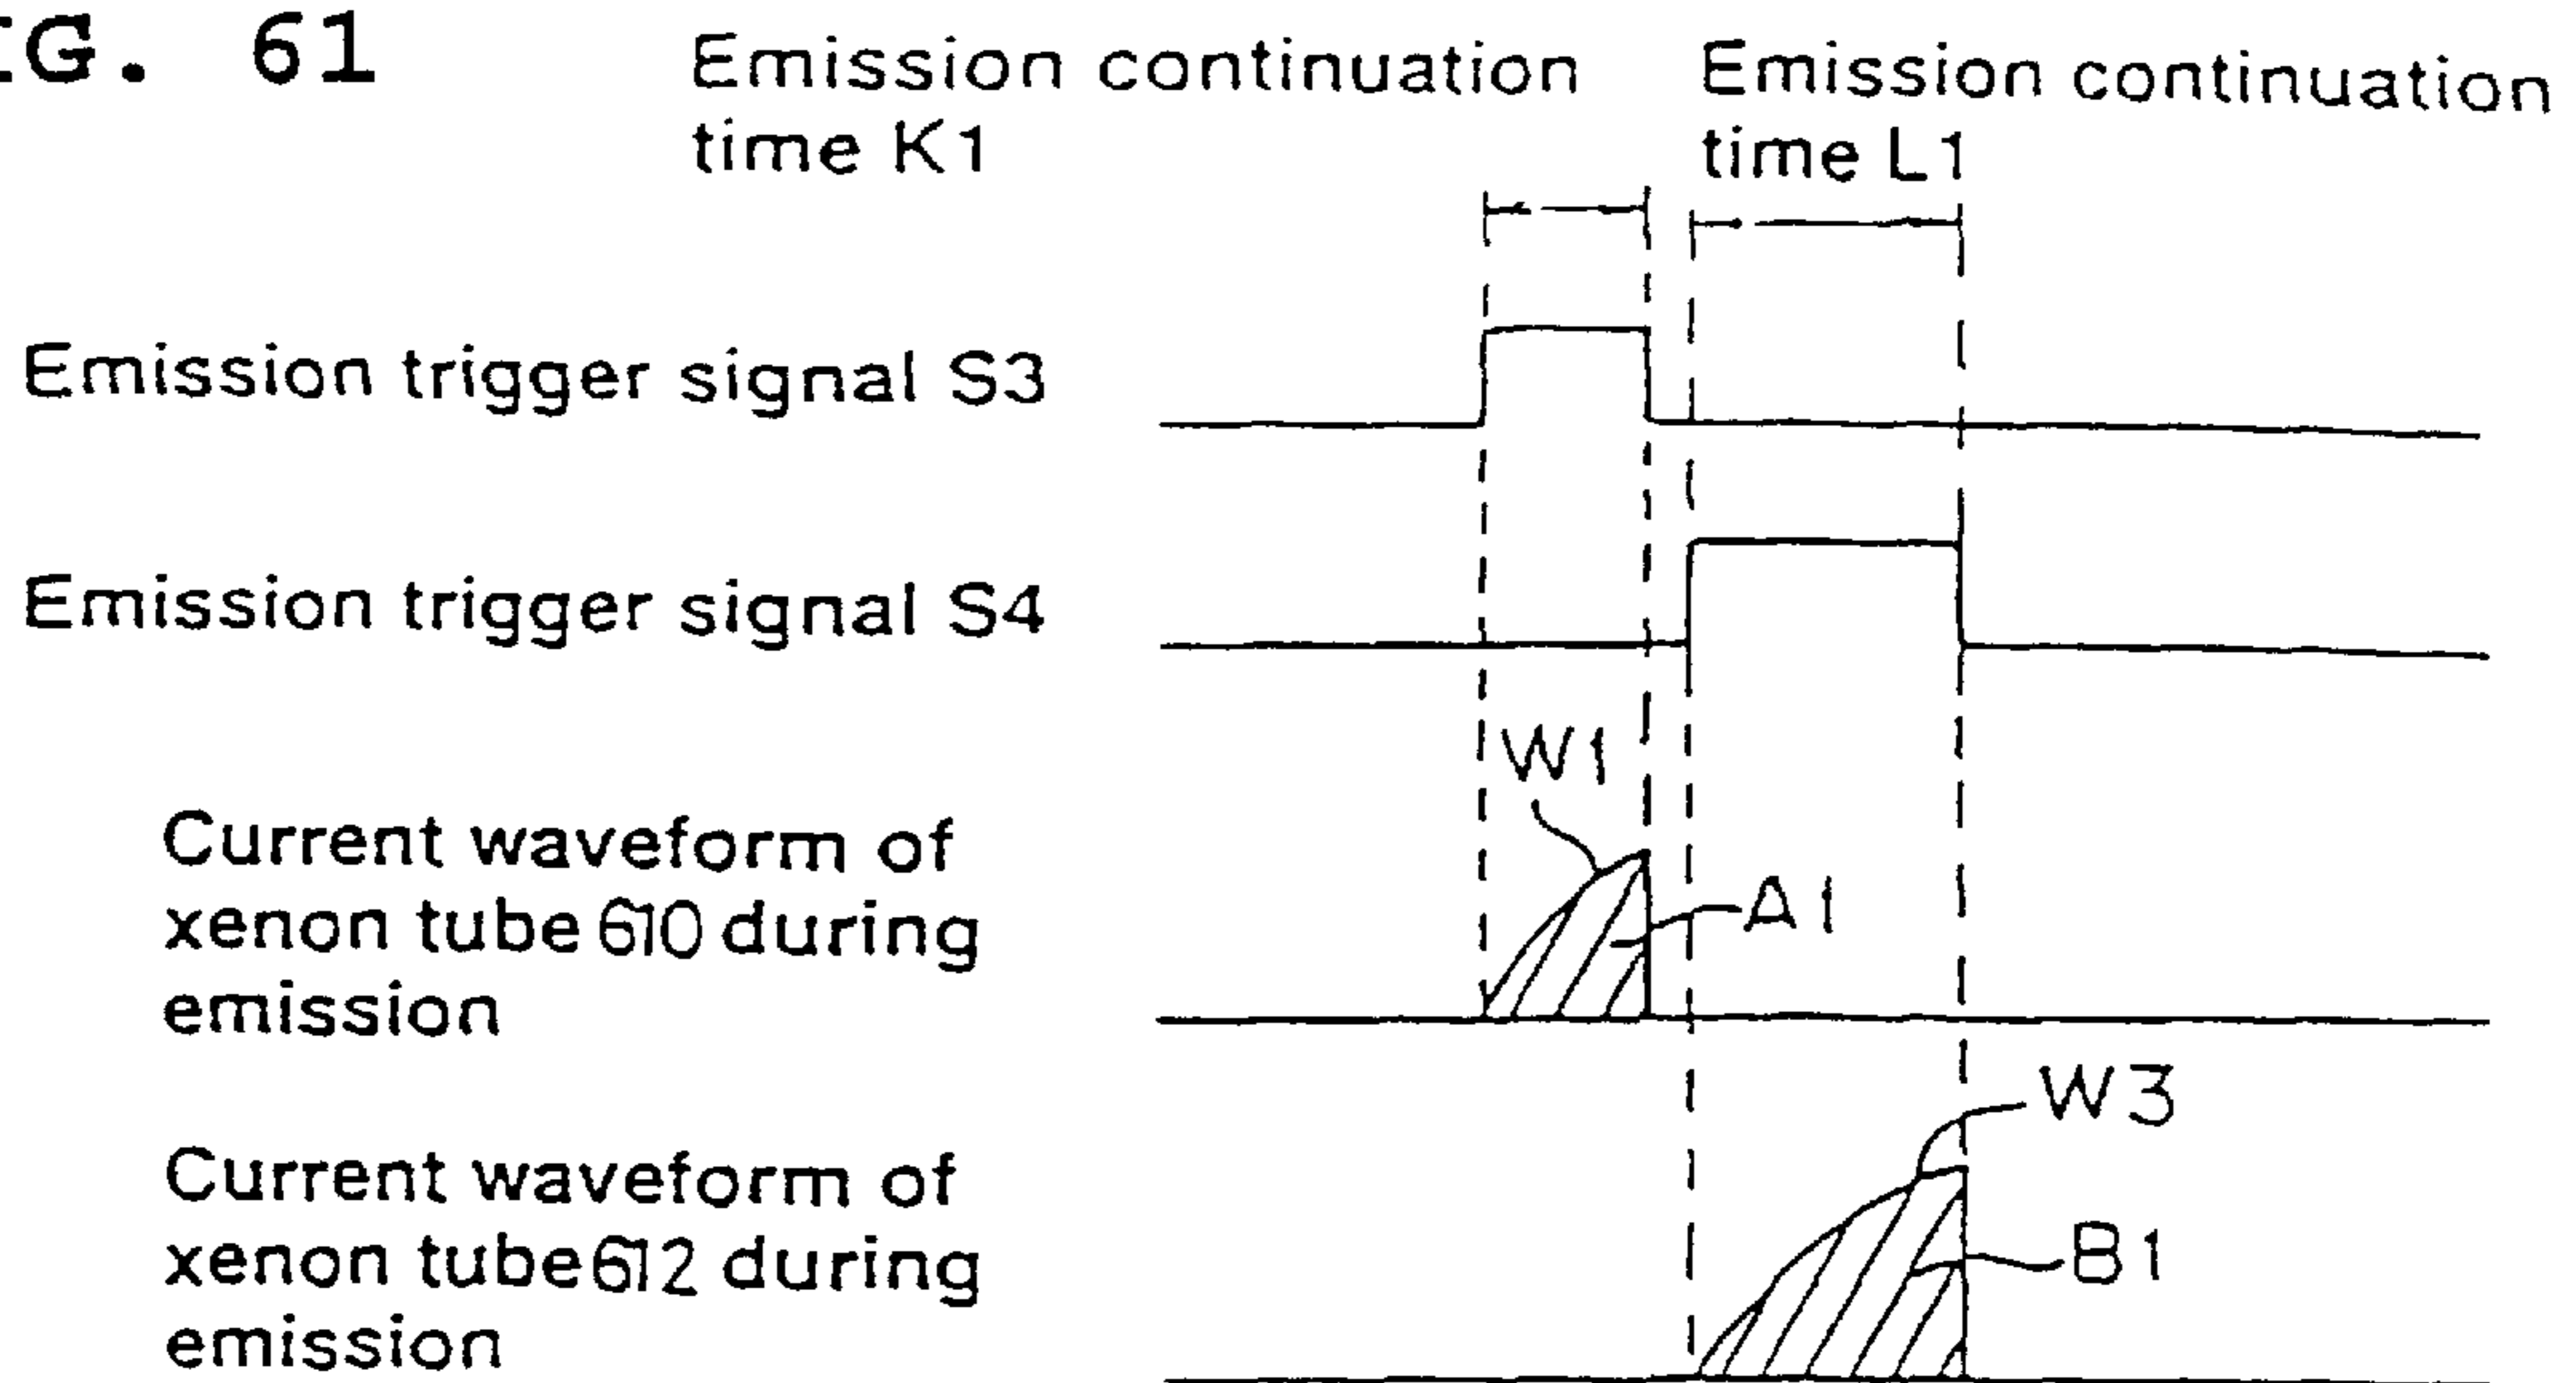 IG. 61
Emission continuation
time K1
Emission continuation
time L1
Emission trigger signal S3
Emission trigger signal S4
W1
A1
Current waveform of
xenon tube 610 during
emission
W3
B1
Current waveform of
xenon tube 612 during
emission